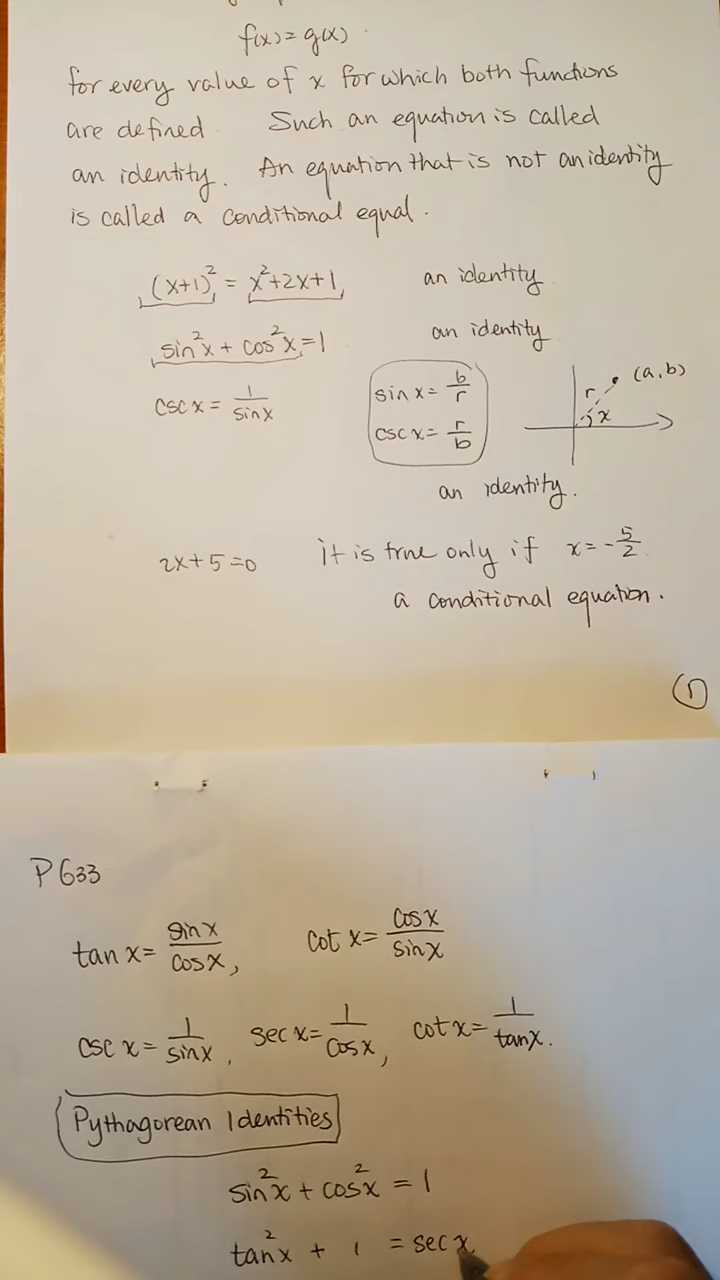 f(x) = g(x).
for every value of x for which both functions
are defined. Such an equation is called
an identity. An equation that is not an identity
is called a conditional equal.
(x+1)² = x²+2x+1, an identity
sin²x + cos²x = 1 an identity
csc x = 1/sin x
sin x = b/r
csc x = r/b
r (a,b)
x
an identity.
2x+5=0 it is true only if x = -5/2
a conditional equation.
1
P633
tan x = sin x/cos x, cot x = cos x/sin x
csc x = 1/sin x, sec x = 1/cos x, cot x = 1/tan x.
Pythagorean Identities
sin²x + cos²x = 1
tan²x + 1 = sec x